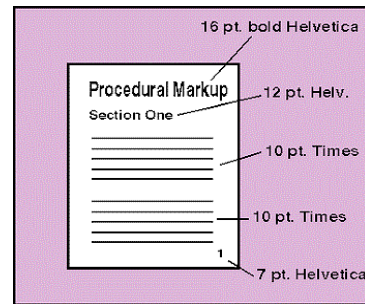 16 pt. bold Helvetica
Procedural Markup
12 pt. Helv.
Section One
10 pt. Times
10 pt. Times
1
7 pt. Helvetica